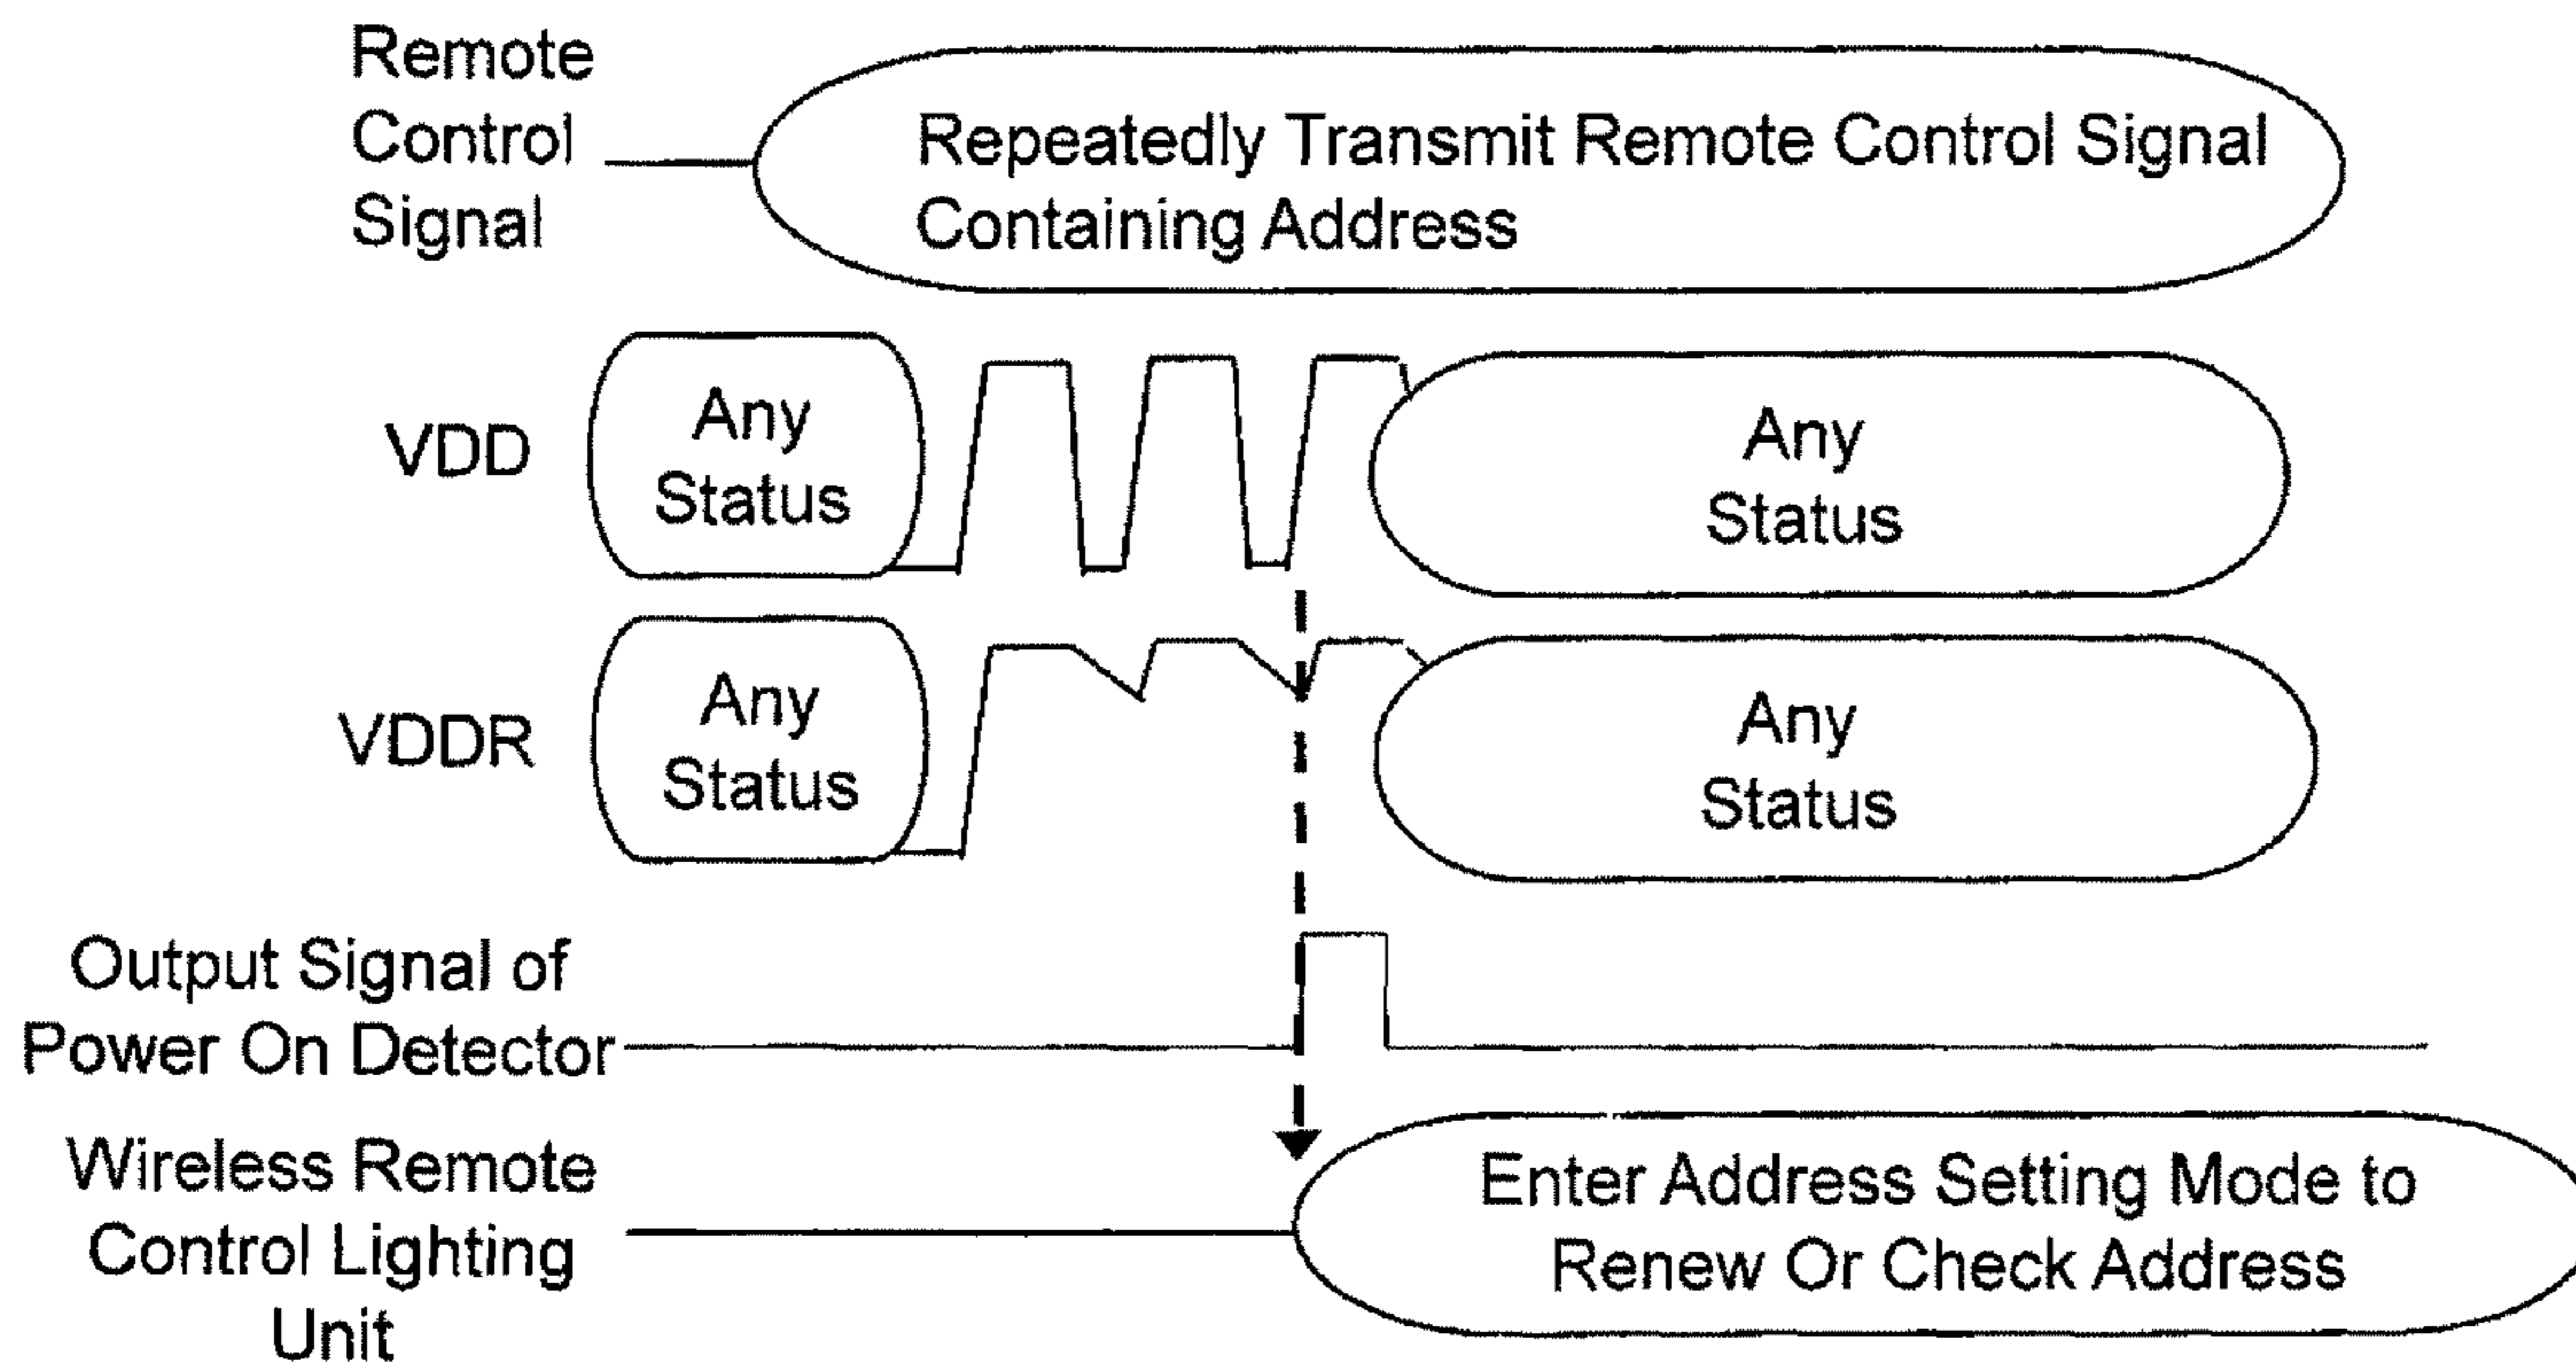 Remote
Control
Signal
Repeatedly Transmit Remote Control Signal
Containing Address
VDD
Any
Status
Any
Status
VDDR
Any
Status
Any
Status
Output Signal of
Power On Detector
Wireless Remote
Control Lighting
Unit
Enter Address Setting Mode to
Renew Or Check Address